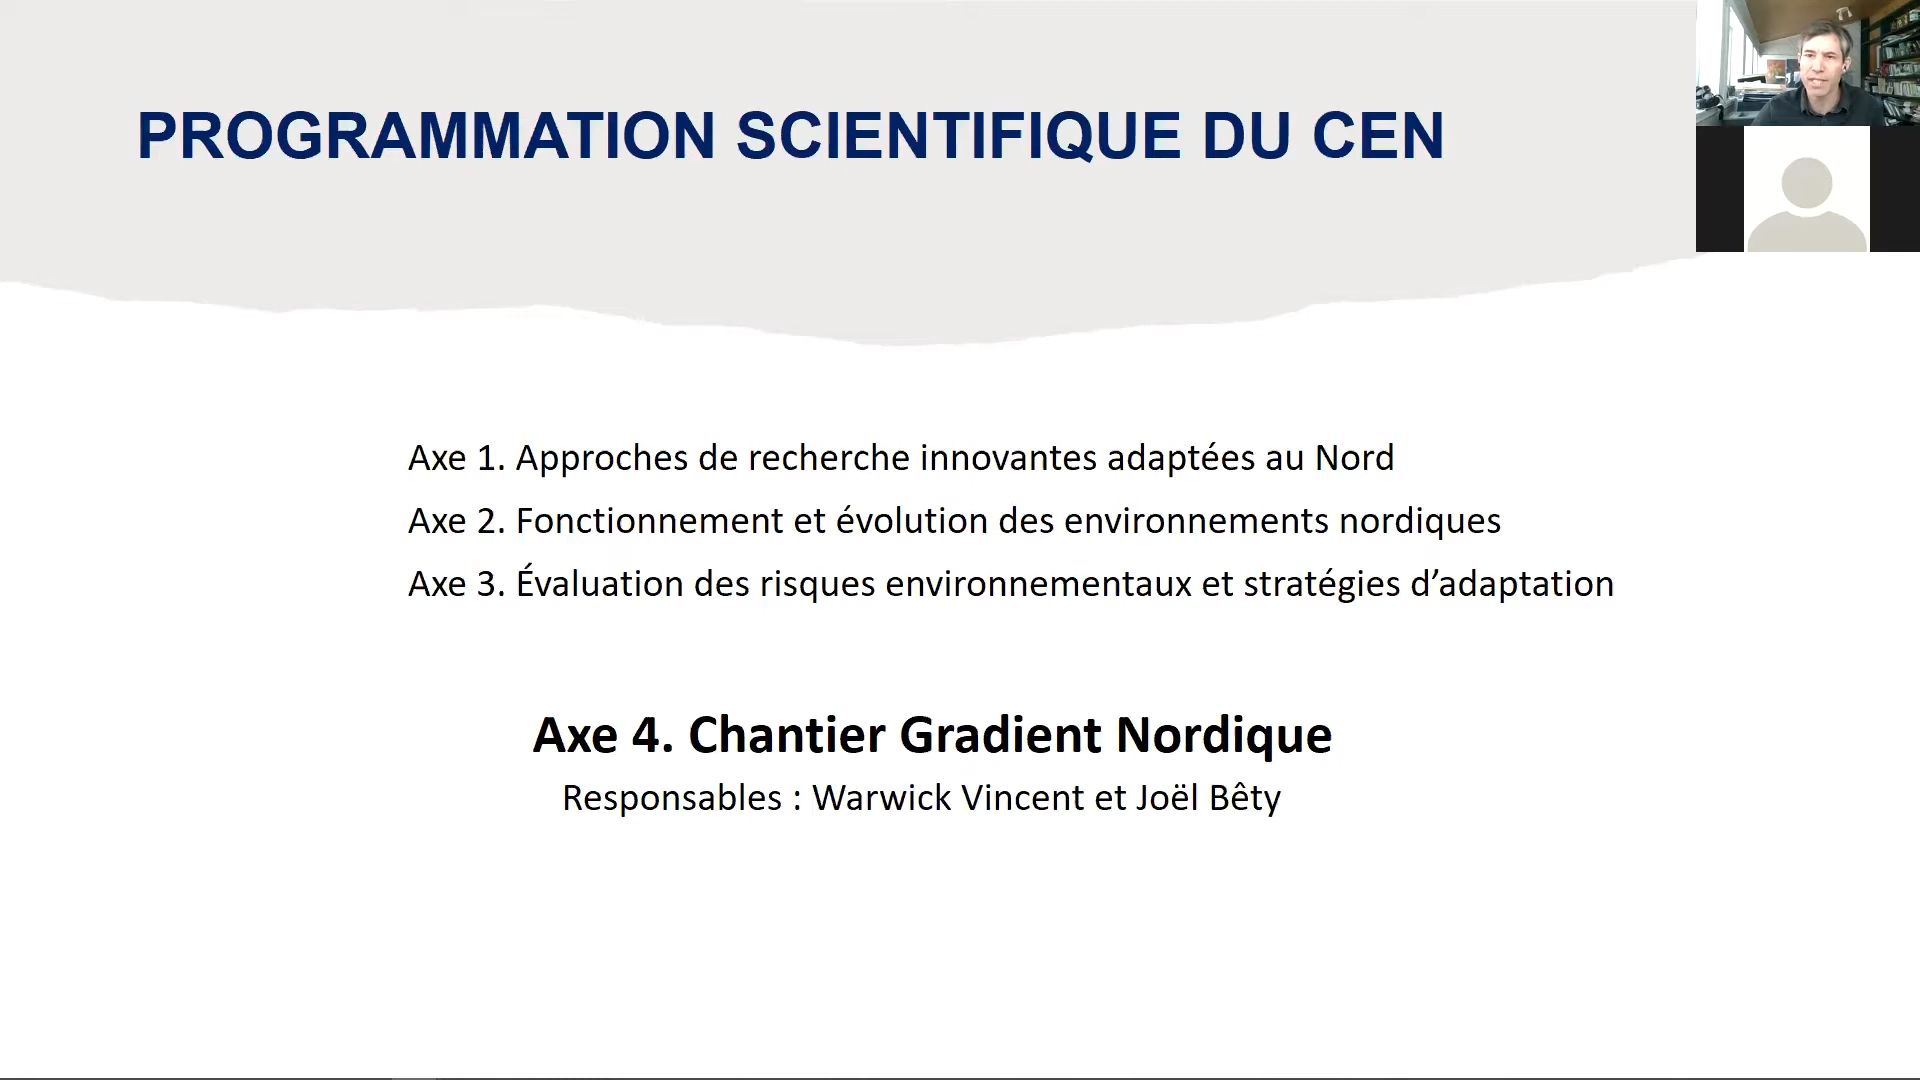 PROGRAMMATION SCIENTIFIQUE DU CEN
Axe 1. Approches de recherche innovantes adaptées au Nord
Axe 2. Fonctionnement et évolution des environnements nordiques
Axe 3. Évaluation des risques environnementaux et stratégies d’adaptation
Axe 4. Chantier Gradient Nordique
Responsables : Warwick Vincent et Joël Bêty